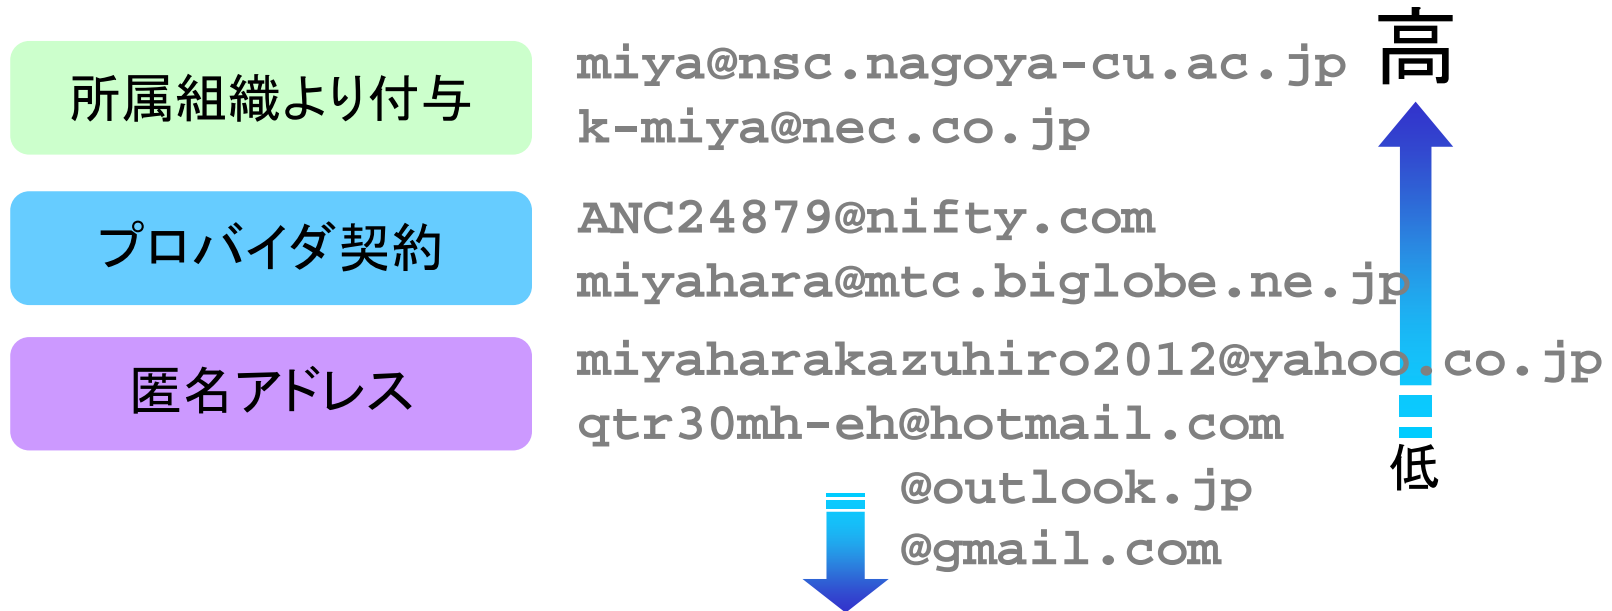 高
所属組織より付与
miya@nsc.nagoya-cu.ac.jp
k-miya@nec.co.jp
プロバイダ契約
ANC24879@nifty.com
miyahara@mtc.biglobe.ne.jp
匿名アドレス
miyaharakazuhiro2012@yahoo.co.jp
qtr30mh-eh@hotmail.com
低
@outlook.jp
@gmail.com